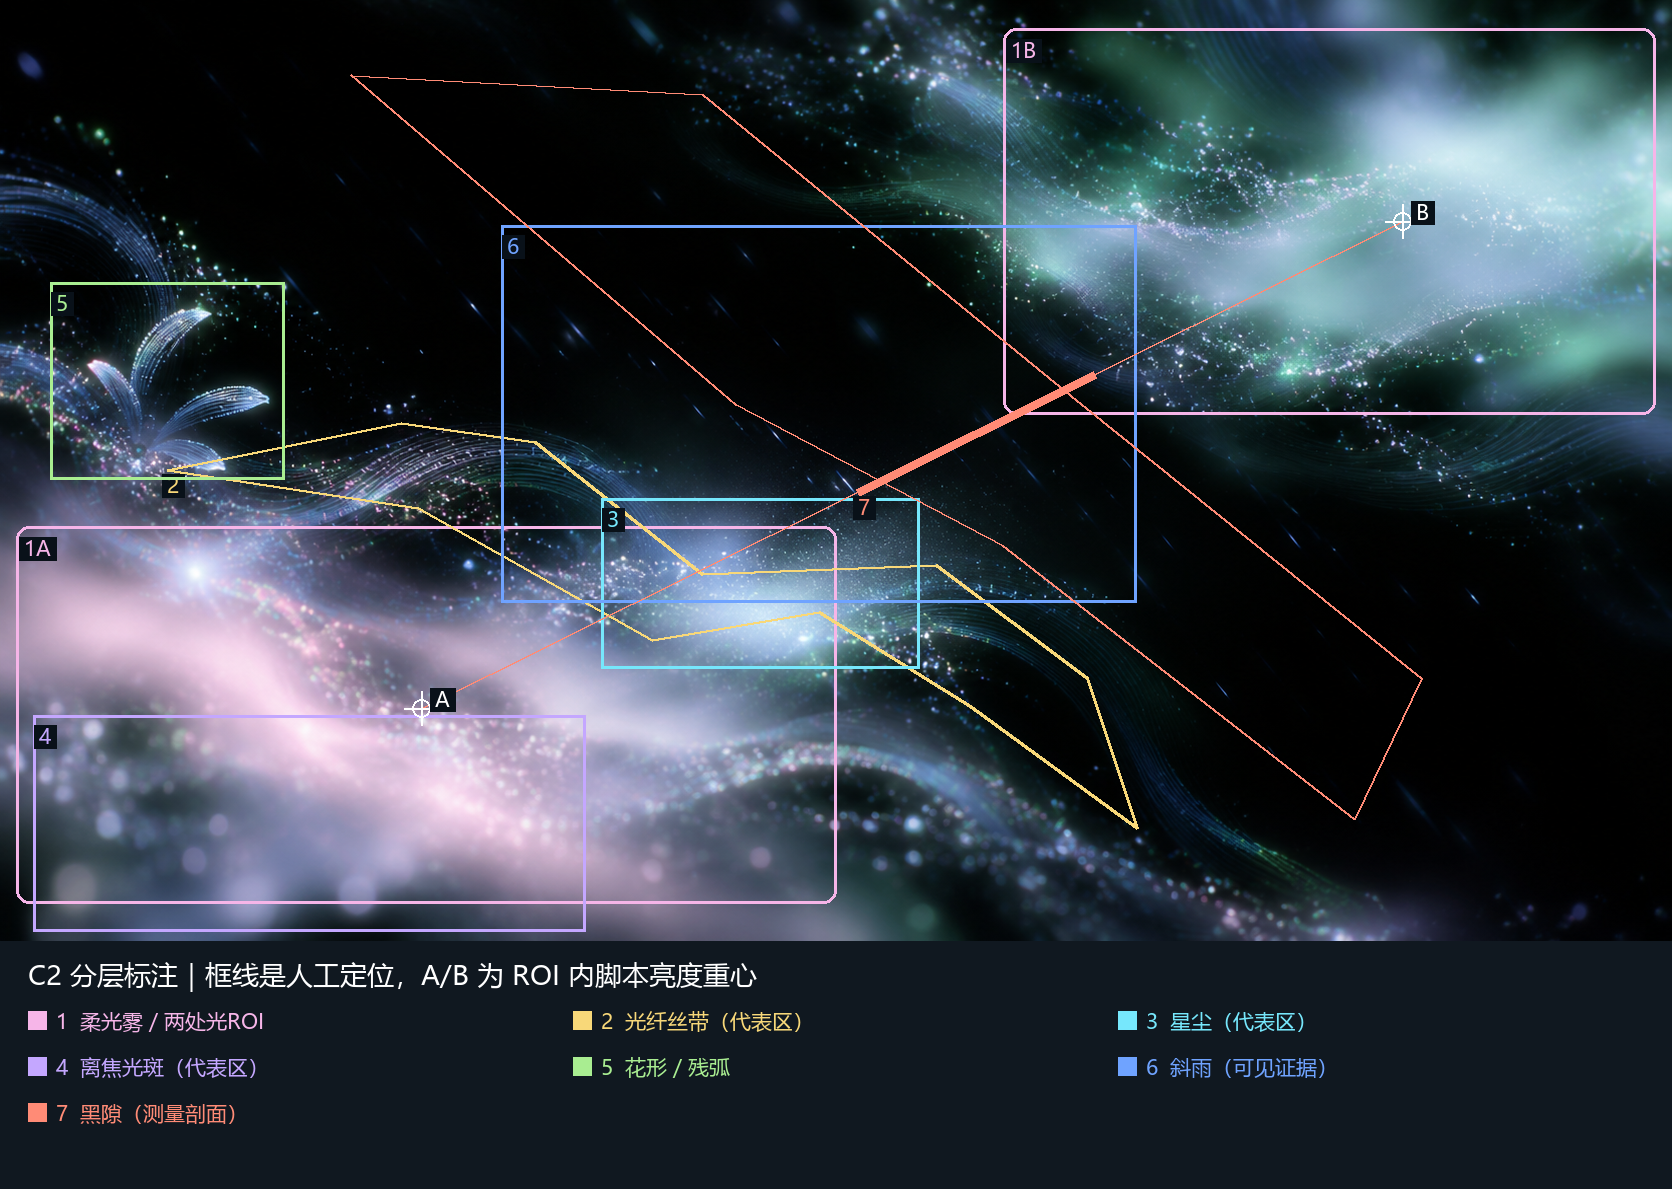 1B
B
6
5
2
7
3
1A
A
4
C2 分层标注｜框线是人工定位，A/B 为 ROI 内脚本亮度重心
1 柔光雾 / 两处光ROI
2 光纤丝带（代表区）
3 星尘（代表区）
4 离焦光斑（代表区）
5 花形 / 残弧
6 斜雨（可见证据）
7 黑隙（测量剖面）